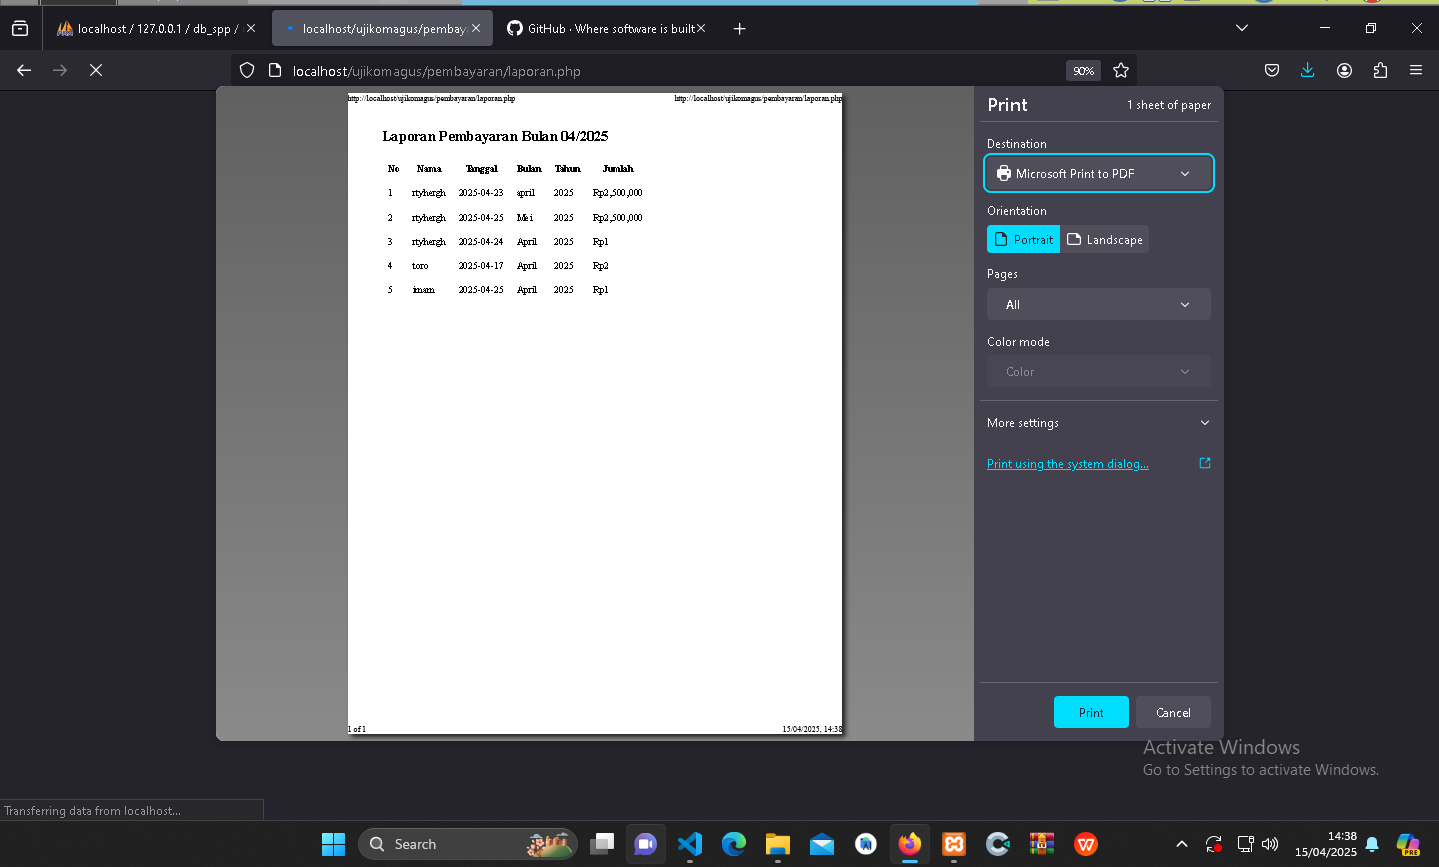 localhost / 127.0.0.1 / db_spp /
localhost/ujikomagus/pembaya
GitHub · Where software is built
localhost/ujikomagus/pembayaran/laporan.php
90%
http://localhost/ujikomagus/pembayaran/laporan.php http://localhost/ujikomagus/pembayaran/laporan.php
Laporan Pembayaran Bulan 04/2025
No Nama Tanggal Bulan Tahun Jumlah
1 rtyhergh 2025-04-23 april 2025 Rp2,500,000
2 rtyhergh 2025-04-25 Mei 2025 Rp2,500,000
3 rtyhergh 2025-04-24 April 2025 Rp1
4 toro 2025-04-17 April 2025 Rp2
5 imam 2025-04-25 April 2025 Rp1
1 of 1 15/04/2025, 14:38
Print 1 sheet of paper
Destination
Microsoft Print to PDF
Orientation
Portrait Landscape
Pages
All
Color mode
Color
More settings
Print using the system dialog...
Print Cancel
Activate Windows
Go to Settings to activate Windows.
Transferring data from localhost...
Search
14:38
15/04/2025
PRE